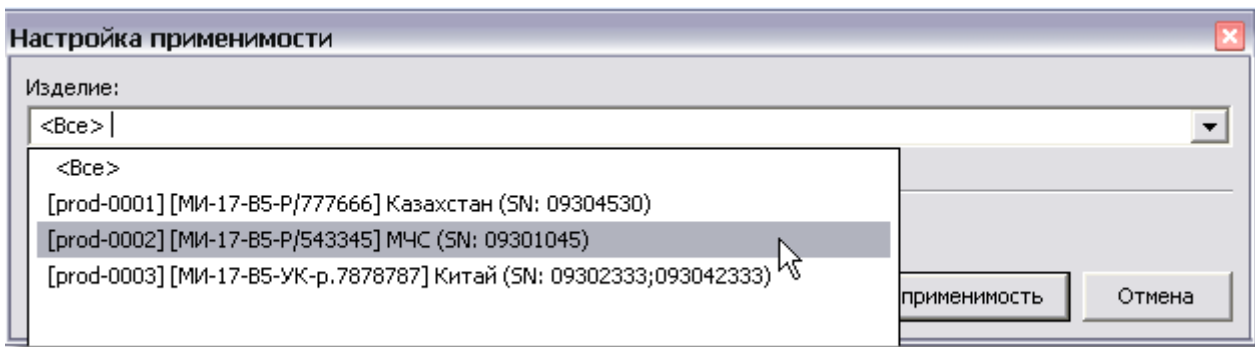 Настройка применимости
Изделие:
<Все>
<Все>
[prod-0001] [МИ-17-В5-Р/777666] Казахстан (SN: 09304530)
[prod-0002] [МИ-17-В5-Р/543345] МЧС (SN: 09301045)
[prod-0003] [МИ-17-В5-УК-р.7878787] Китай (SN: 09302333;093042333)
применимость
Отмена